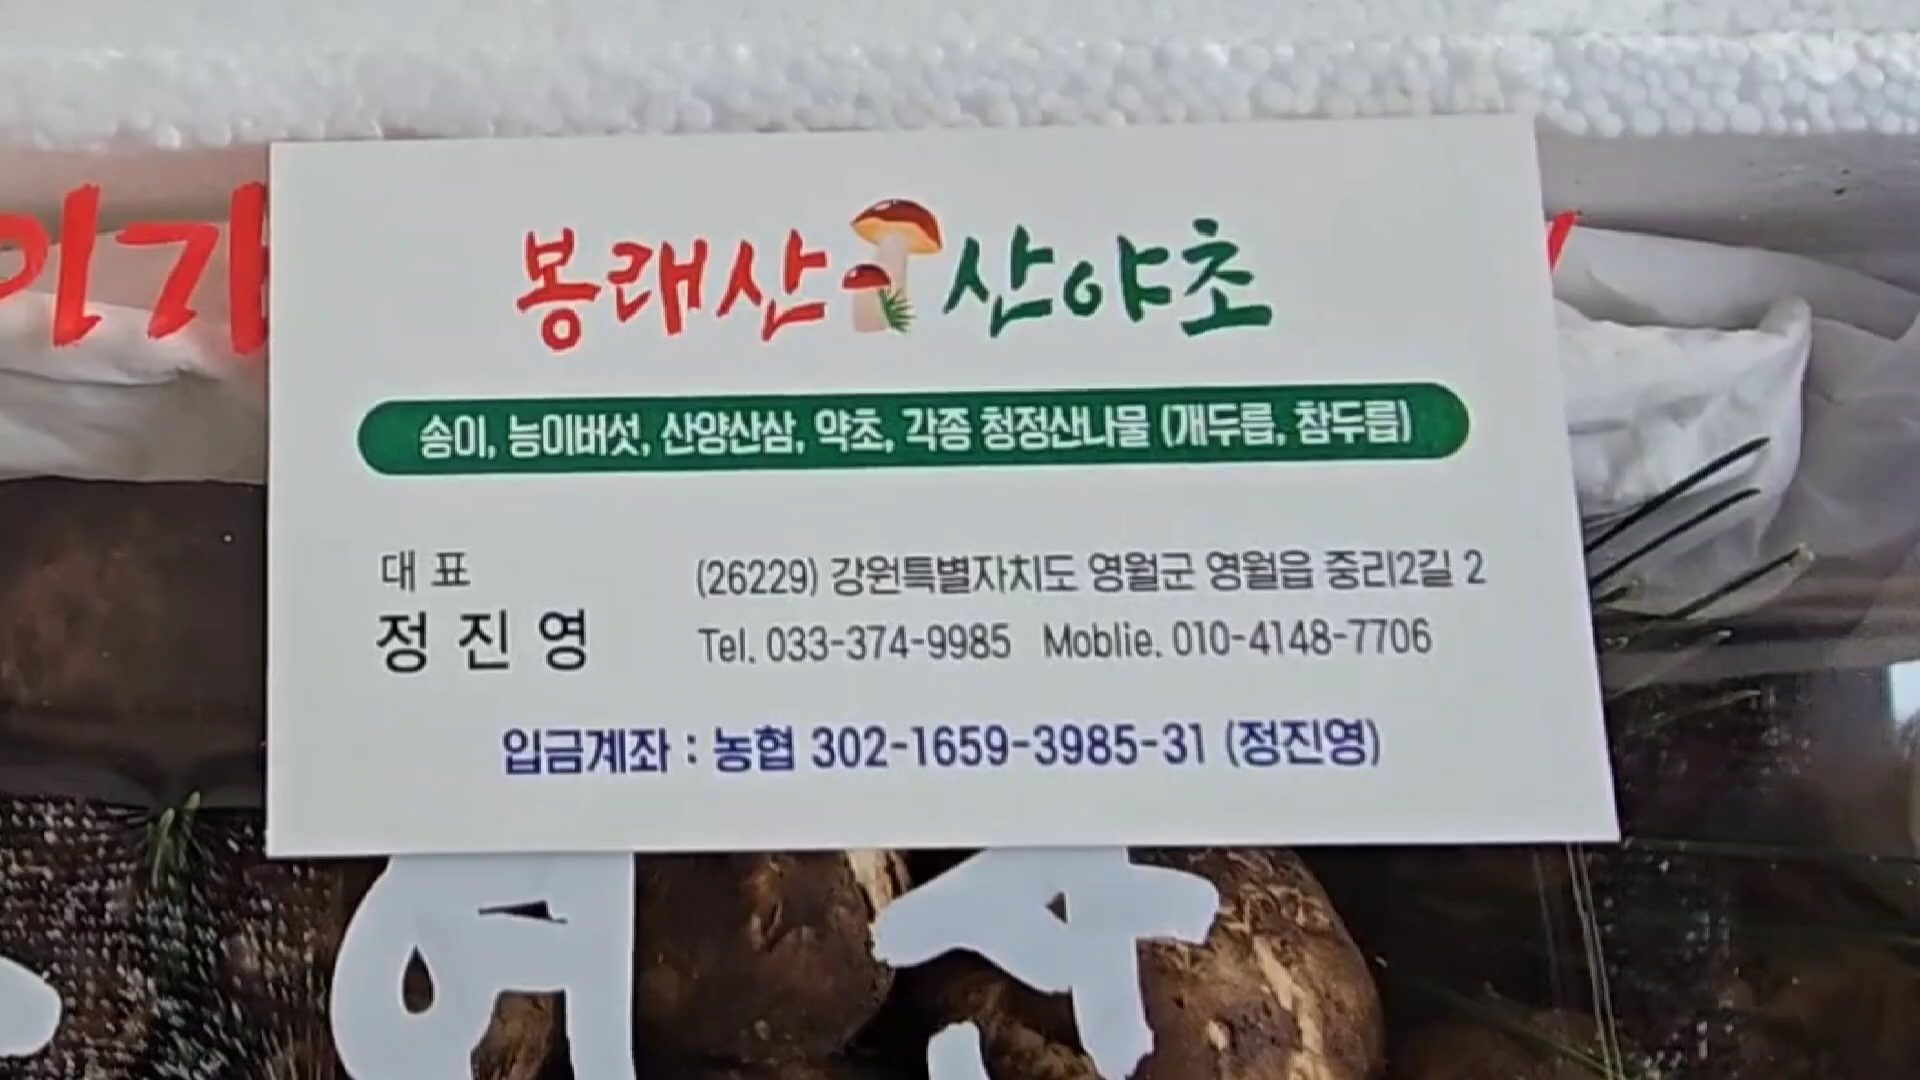 봉래산 산야초
송이, 능이버섯, 산양산삼, 약초, 각종 청정산나물 (개두릅, 참두릅)
대 표
정 진 영
(26229) 강원특별자치도 영월군 영월읍 중리2길 2
Tel. 033-374-9985 Moblie. 010-4148-7706
입금계좌 : 농협 302-1659-3985-31 (정진영)